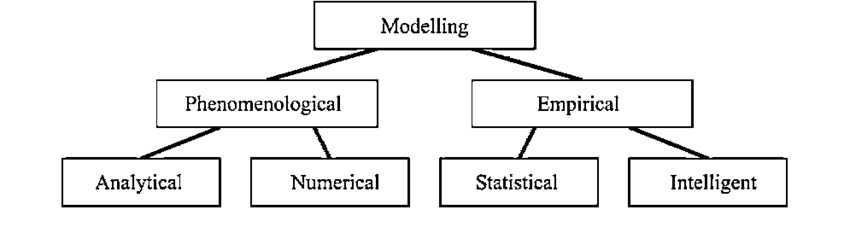 Modelling
Phenomenological
Empirical
Analytical
Numerical
Statistical
Intelligent